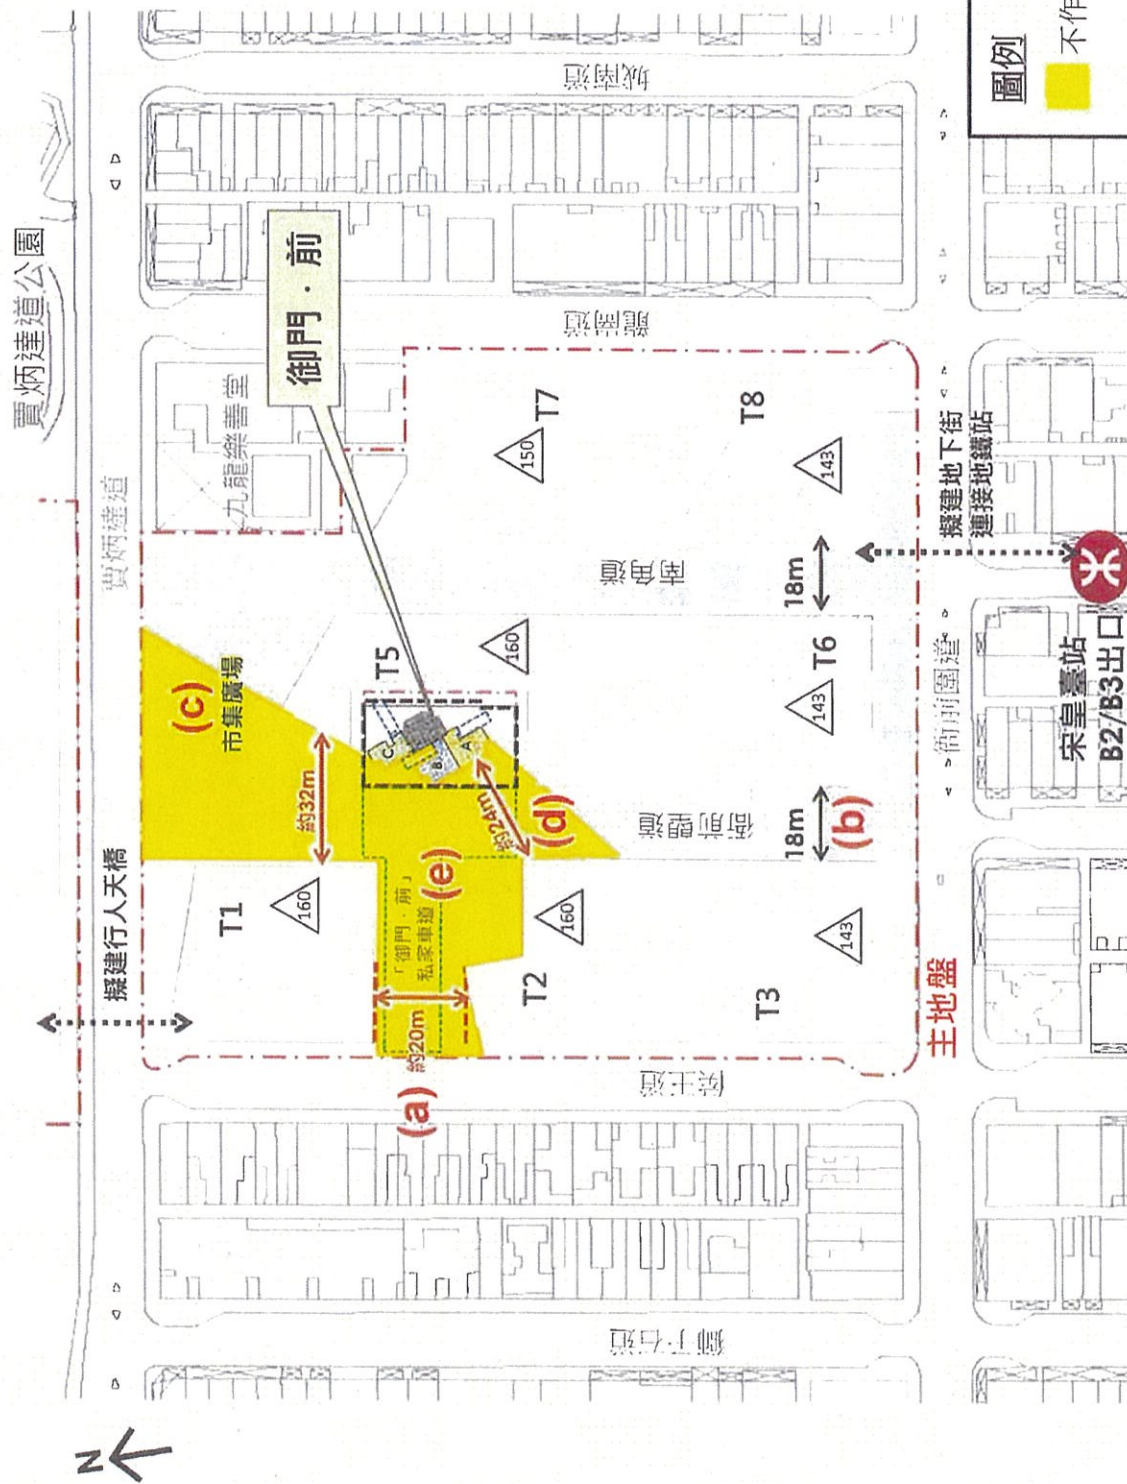 N
賈炳達道公園
擬建行人天橋
賈炳達道
九龍樂善堂
御門．前
(c)
市集廣場
約32m
T1
160
T5
160
C
B
A
T7
150
(a)
約20m
「御門．前」
私家車道
(e)
約24m
(d)
T2
160
T3
143
18m
(b)
T6
143
18m
T8
143
獅子石道
侯王道
衙前塱道
南角道
龍崗道
城南道
主地盤
衙前圍道
擬建地下街
連接地鐵站
宋皇臺站
B2/B3出口
圖例
不作